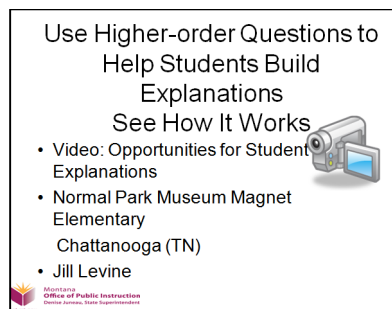 Use Higher-order Questions to
Help Students Build
Explanations
See How It Works
• Video: Opportunities for Student
Explanations
• Normal Park Museum Magnet
Elementary
Chattanooga (TN)
• Jill Levine
Montana
Office of Public Instruction
Denise Juneau, State Superintendent